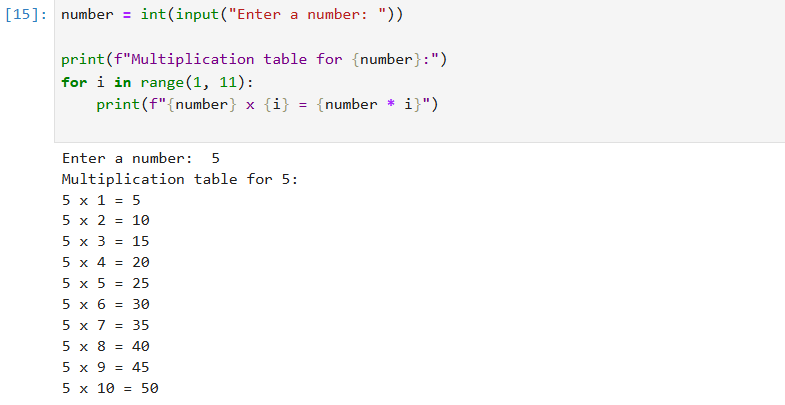 [15]: number = int(input("Enter a number: "))
print(f"Multiplication table for {number}:")
for i in range(1, 11):
    print(f"{number} x {i} = {number * i}")
Enter a number:  5
Multiplication table for 5:
5 x 1 = 5
5 x 2 = 10
5 x 3 = 15
5 x 4 = 20
5 x 5 = 25
5 x 6 = 30
5 x 7 = 35
5 x 8 = 40
5 x 9 = 45
5 x 10 = 50